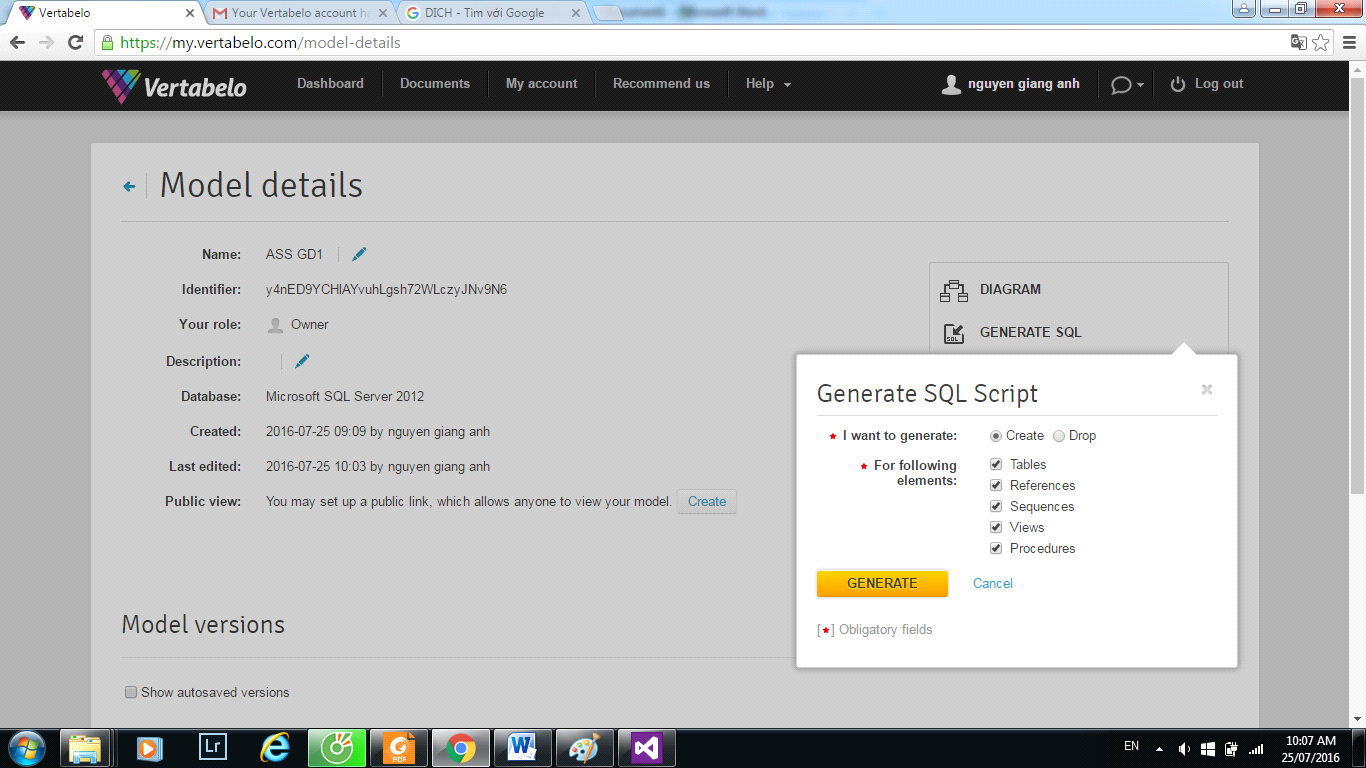 Vertabelo
Your Vertabelo account h
DICH - Tìm với Google
https://my.vertabelo.com/model-details
Vertabelo
Dashboard
Documents
My account
Recommend us
Help
nguyen giang anh
Log out
Model details
Name: ASS GD1
Identifier: y4nED9YCHIAYvuhLgsh72WLczyJNv9N6
Your role: Owner
Description:
Database: Microsoft SQL Server 2012
Created: 2016-07-25 09:09 by nguyen giang anh
Last edited: 2016-07-25 10:03 by nguyen giang anh
Public view: You may set up a public link, which allows anyone to view your model. Create
DIAGRAM
SQL GENERATE SQL
Generate SQL Script
I want to generate: Create Drop
For following
elements:
Tables
References
Sequences
Views
Procedures
GENERATE Cancel
[★] Obligatory fields
Model versions
Show autosaved versions
Lr
PDF
W
EN
10:07 AM
25/07/2016